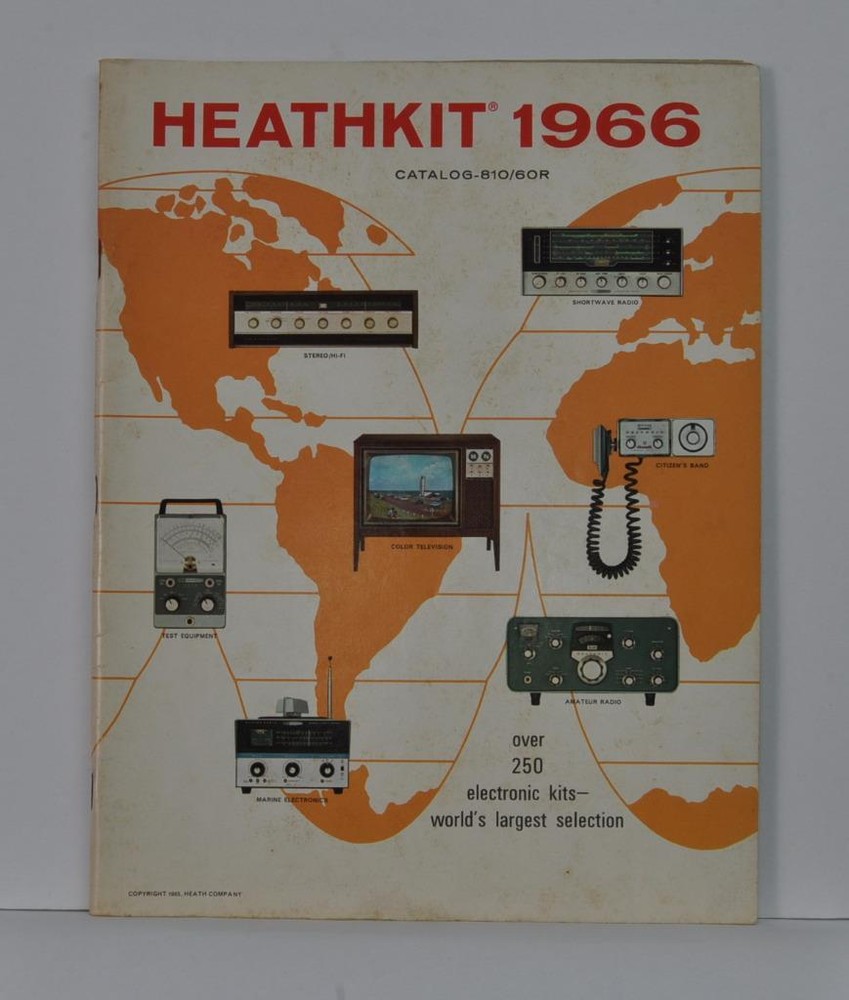 HEATHKIT® 1966
CATALOG-810/60R
SHORTWAVE RADIO
STEREO/HI-FI
CITIZEN'S BAND
COLOR TELEVISION
TEST EQUIPMENT
AMATEUR RADIO
over
250
electronic kits—
world's largest selection
MARINE ELECTRONICS
COPYRIGHT 1965, HEATH COMPANY